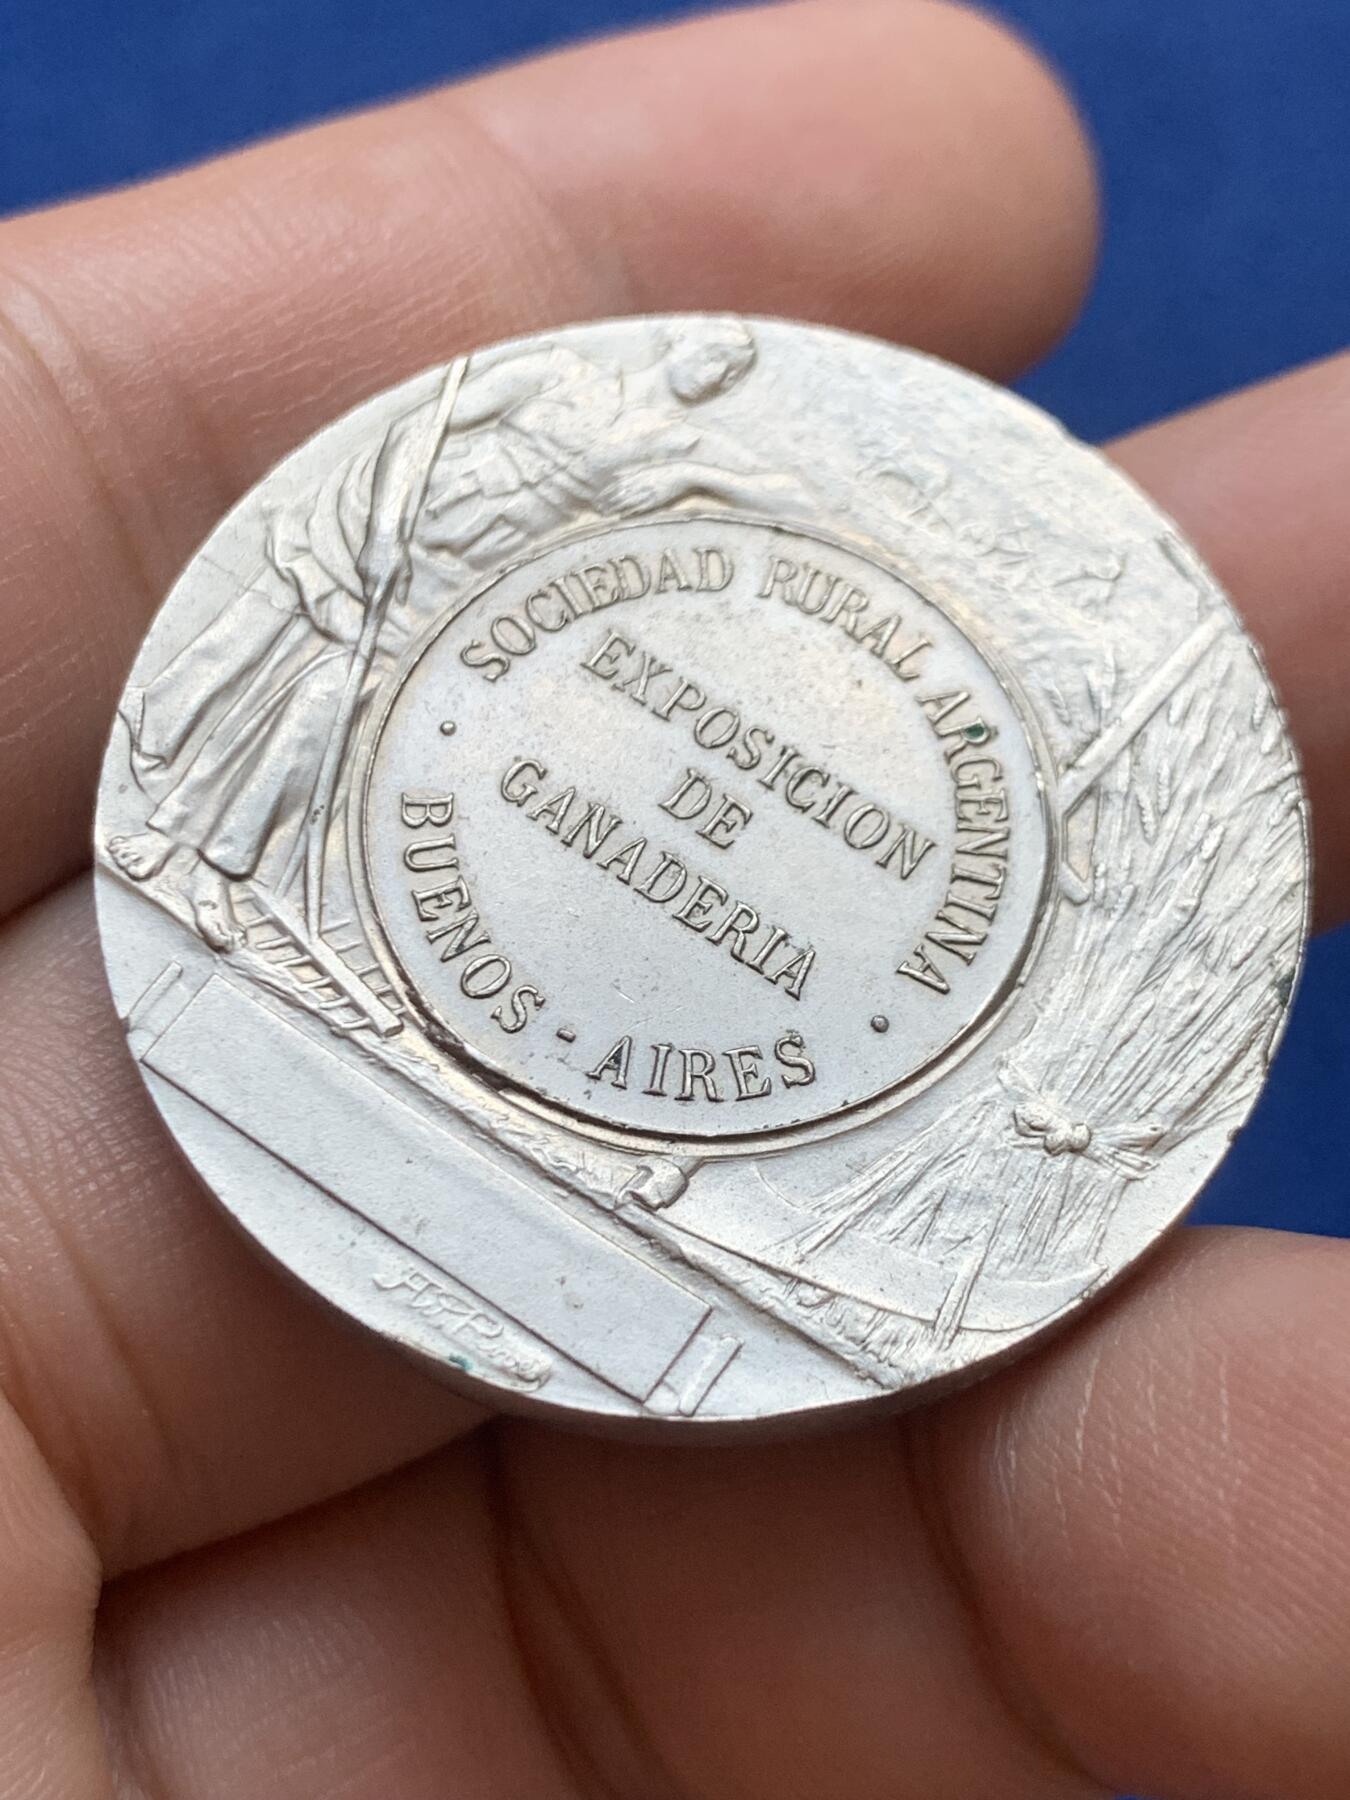 SOCIEDAD RURAL ARGENTINA
EXPOSICION
DE
GANADERIA
BUENOS - AIRES